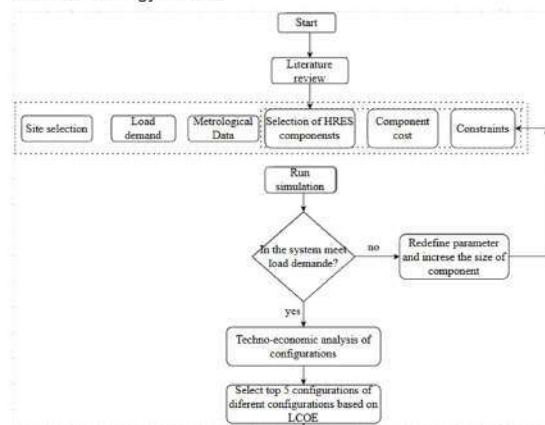 Start
Literature
review
Site selection
Load
demand
Metrological
Data
Selection of HRES
componensts
Component
cost
Constraints
Run
simulation
In the system meet
load demande?
no
Redefine parameter
and increse the size of
component
yes
Techno-economic analysis of
configurations
Select top 5 configurations of
diferent configurations based on
LCOE